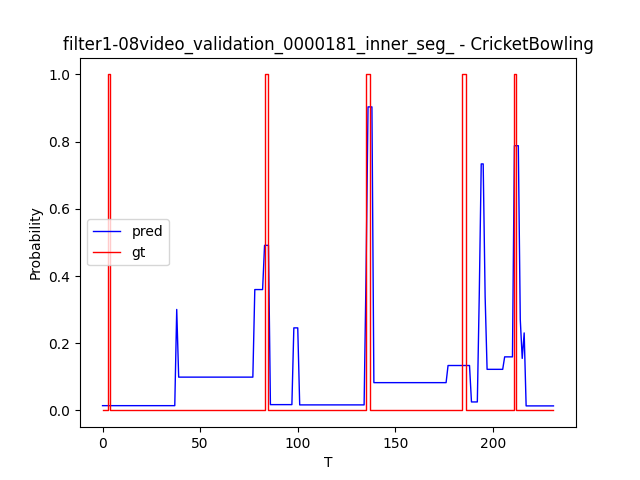 filter1-08video_validation_0000181_inner_seg_ - CricketBowling
1.0
0.8
0.6
0.4
0.2
0.0
Probability
pred
gt
0
50
100
150
200
T